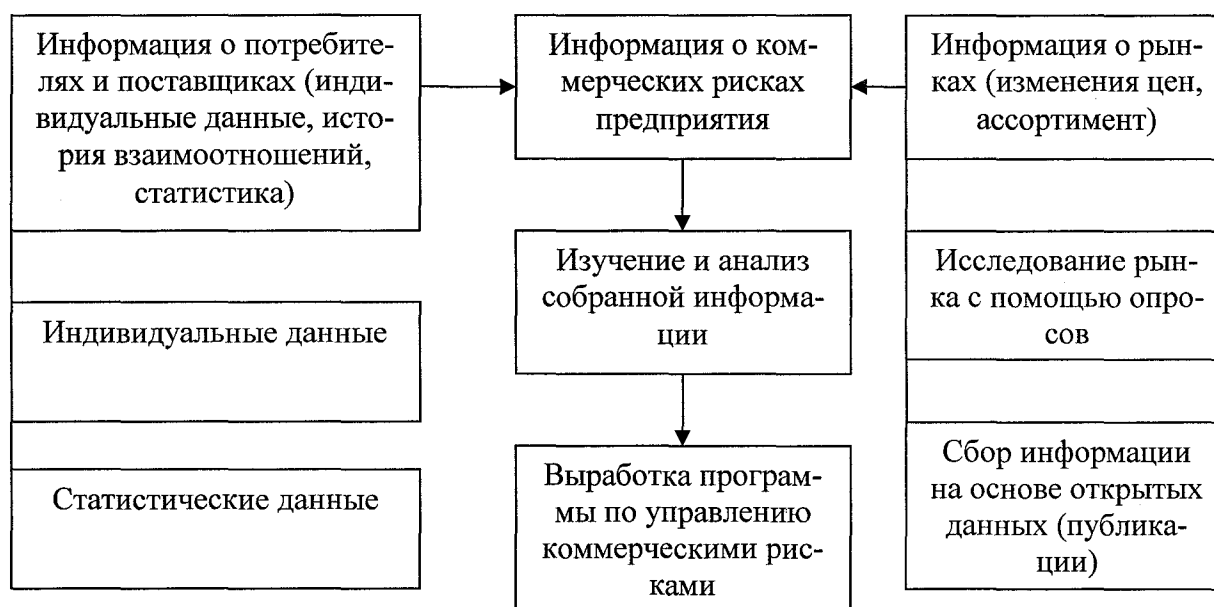 Информация о потребите-
лях и поставщиках (инди-
видуальные данные, исто-
рия взаимоотношений,
статистика)
Индивидуальные данные
Статистические данные
Информация о ком-
мерческих рисках
предприятия
Изучение и анализ
собранной информа-
ции
Выработка програм-
мы по управлению
коммерческими рис-
ками
Информация о рын-
ках (изменения цен,
ассортимент)
Исследование рын-
ка с помощью опро-
сов
Сбор информации
на основе открытых
данных (публика-
ции)